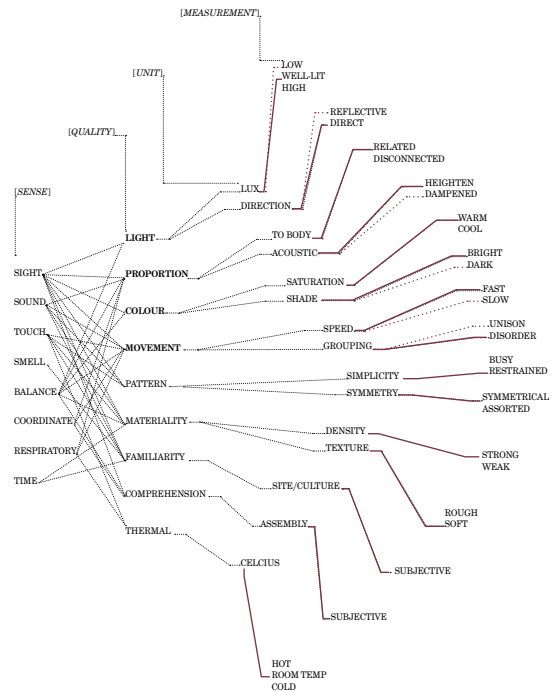 [MEASUREMENT]
LOW
WELL-LIT
HIGH
[UNIT]
REFLECTIVE
DIRECT
[QUALITY]
RELATED
DISCONNECTED
[SENSE]
LUX
HEIGHTEN
DAMPENED
DIRECTION
WARM
COOL
LIGHT
TO BODY
ACOUSTIC
BRIGHT
DARK
SIGHT
PROPORTION
SATURATION
FAST
SLOW
SOUND
COLOUR
SHADE
UNISON
DISORDER
TOUCH
MOVEMENT
SPEED
GROUPING
BUSY
RESTRAINED
SMELL
PATTERN
SIMPLICITY
SYMMETRY
SYMMETRICAL
ASSORTED
BALANCE
COORDINATE
MATERIALITY
DENSITY
TEXTURE
STRONG
WEAK
RESPIRATORY
FAMILIARITY
TIME
COMPREHENSION
SITE/CULTURE
ROUGH
SOFT
THERMAL
ASSEMBLY
CELCIUS
SUBJECTIVE
SUBJECTIVE
HOT
ROOM TEMP
COLD